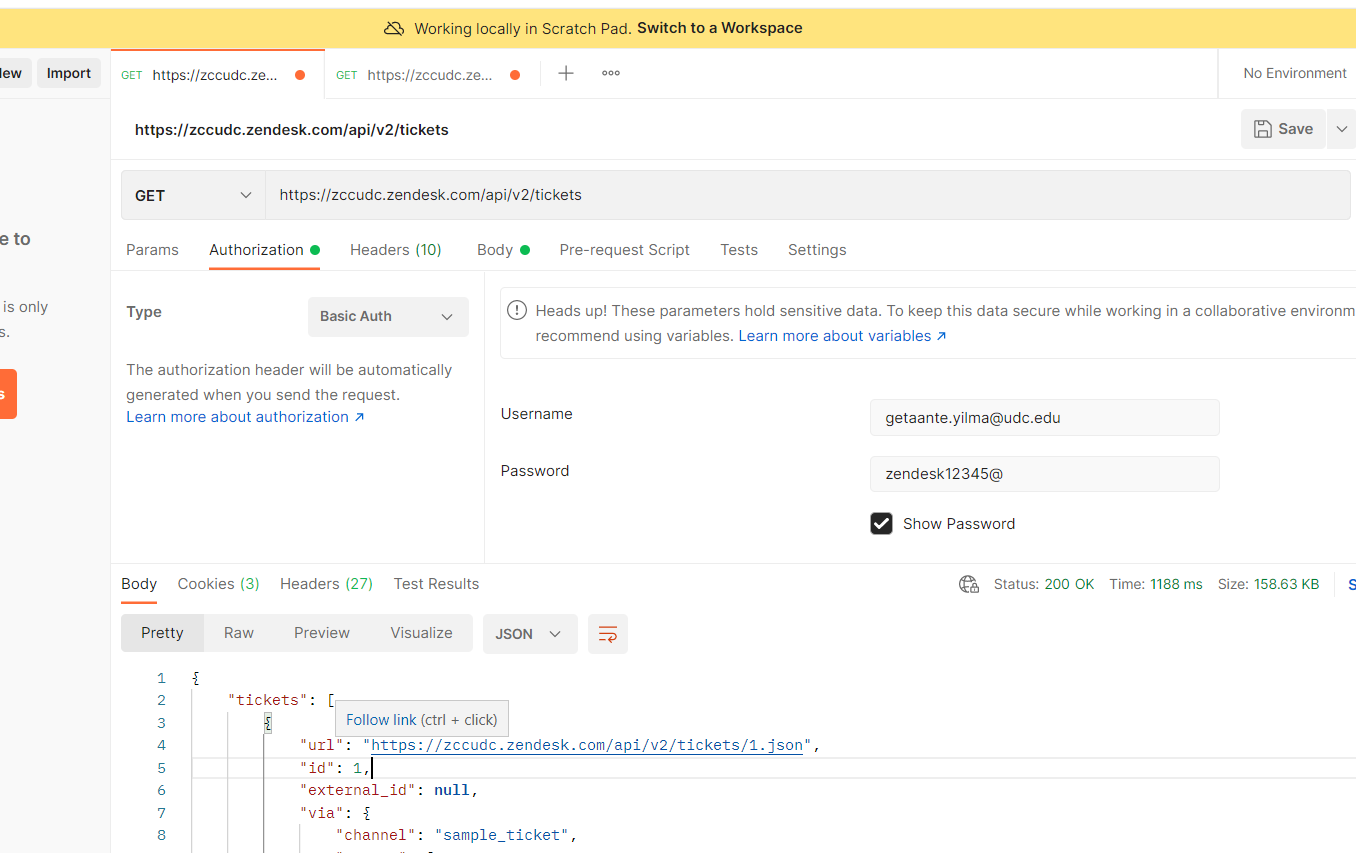 Working locally in Scratch Pad. Switch to a Workspace
Import
GET https://zccudc.ze...
GET https://zccudc.ze...
No Environment
https://zccudc.zendesk.com/api/v2/tickets
Save
GET
https://zccudc.zendesk.com/api/v2/tickets
e to
Params Authorization Headers (10) Body Pre-request Script Tests Settings
is only
s.
Type
Basic Auth
The authorization header will be automatically
generated when you send the request.
Learn more about authorization ↗
Heads up! These parameters hold sensitive data. To keep this data secure while working in a collaborative environm
recommend using variables. Learn more about variables ↗
Username
getaante.yilma@udc.edu
Password
zendesk12345@
Show Password
Body Cookies (3) Headers (27) Test Results
Status: 200 OK Time: 1188 ms Size: 158.63 KB S
Pretty Raw Preview Visualize JSON
1 {
2 "tickets": [
3 {
Follow link (ctrl + click)
4 "url": "https://zccudc.zendesk.com/api/v2/tickets/1.json",
5 "id": 1,
6 "external_id": null,
7 "via": {
8 "channel": "sample_ticket",